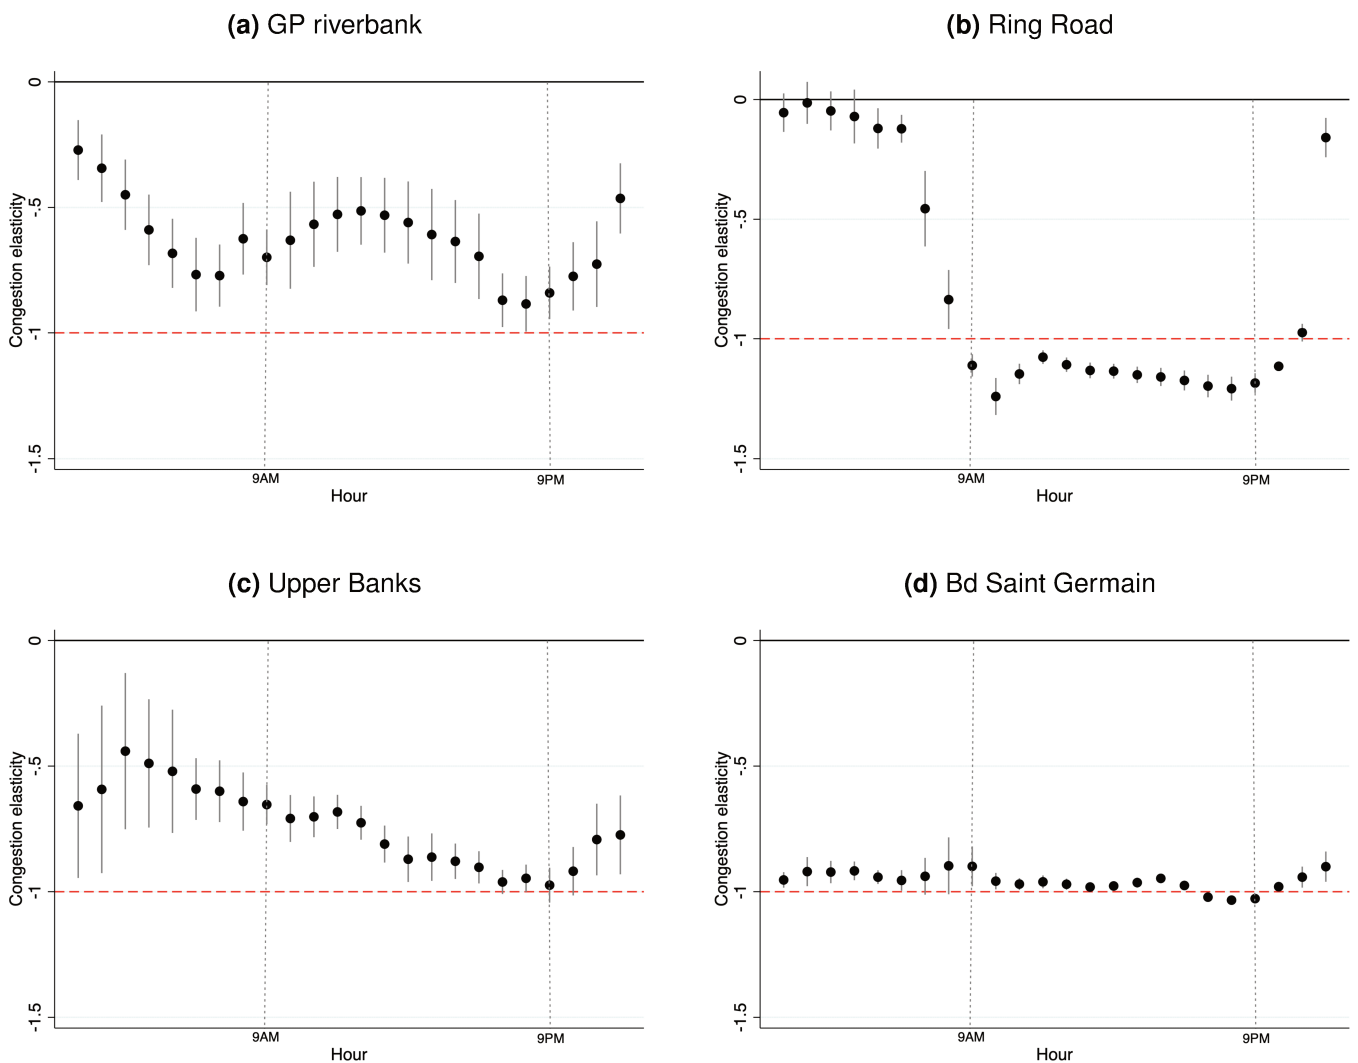 (a) GP riverbank
0
-.5
-1
-1.5
Congestion elasticity
9AM
9PM
Hour
(b) Ring Road
0
-.5
-1
-1.5
Congestion elasticity
9AM
9PM
Hour
(c) Upper Banks
0
-.5
-1
-1.5
Congestion elasticity
9AM
9PM
Hour
(d) Bd Saint Germain
0
-.5
-1
-1.5
Congestion elasticity
9AM
9PM
Hour